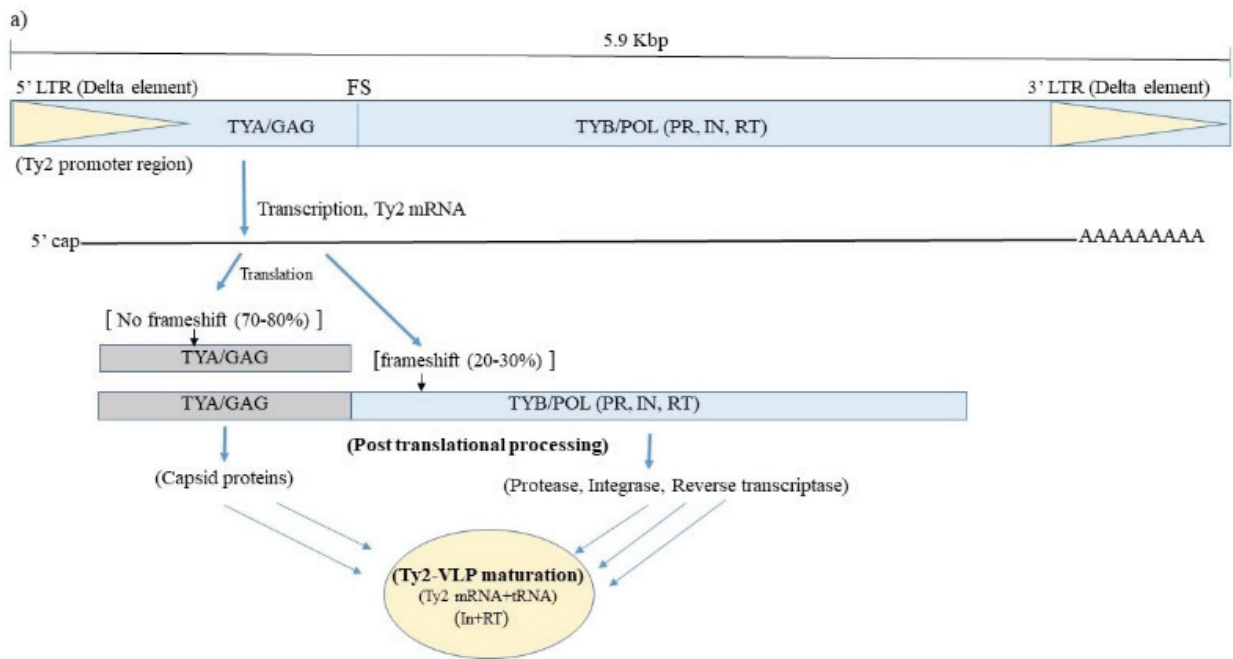 a)
5.9 Kbp
5’ LTR (Delta element)
FS
3’ LTR (Delta element)
TYA/GAG
TYB/POL (PR, IN, RT)
(Ty2 promoter region)
Transcription, Ty2 mRNA
5’ cap
AAAAAAAAA
Translation
[ No frameshift (70-80%) ]
TYA/GAG
[frameshift (20-30%) ]
TYA/GAG
TYB/POL (PR, IN, RT)
(Post translational processing)
(Capsid proteins)
(Protease, Integrase, Reverse transcriptase)
(Ty2-VLP maturation)
(Ty2 mRNA+tRNA)
(In+RT)